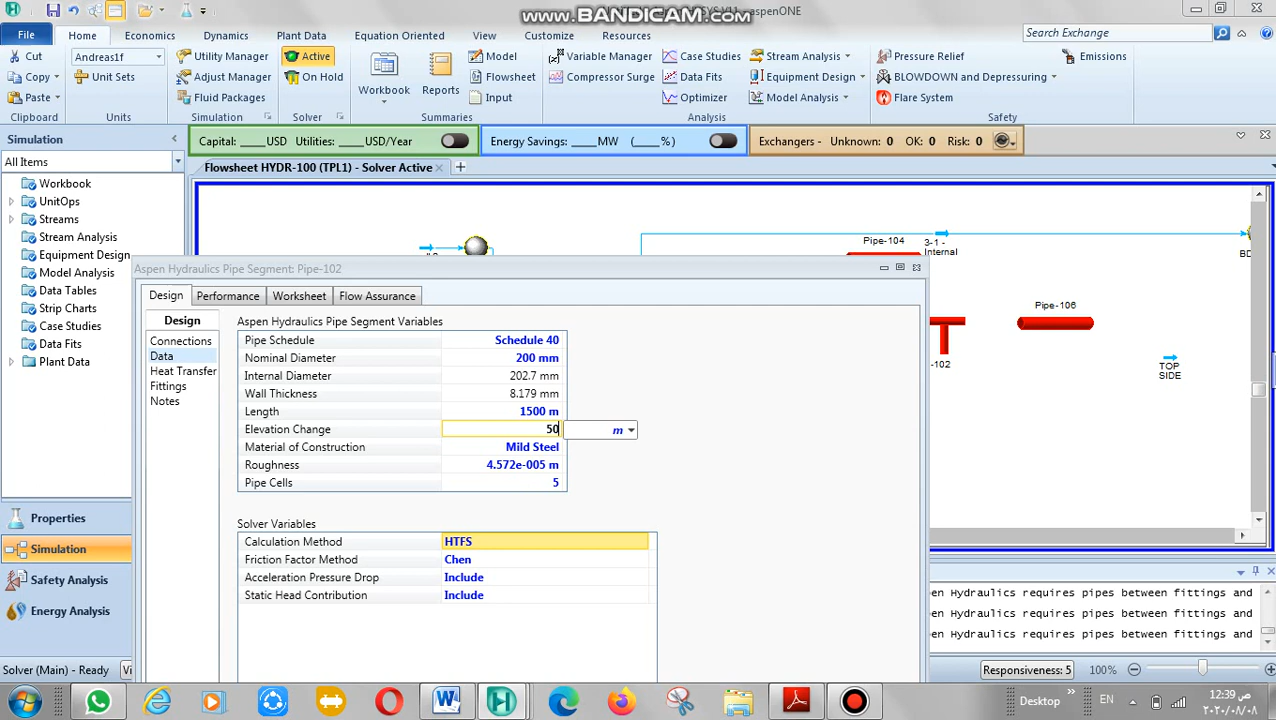 www.BANDICAM.com
aspenONE
File
Home
Economics
Dynamics
Plant Data
Equation Oriented
View
Customize
Resources
Search Exchange
Cut
Copy
Paste
Clipboard
Andreas1f
Unit Sets
Units
Utility Manager
Adjust Manager
Fluid Packages
Simulation
Active
On Hold
Solver
Workbook
Reports
Model
Flowsheet
Input
Summaries
Variable Manager
Compressor Surge
Case Studies
Data Fits
Optimizer
Stream Analysis
Equipment Design
Model Analysis
Analysis
Pressure Relief
BLOWDOWN and Depressuring
Flare System
Emissions
Safety
Simulation
Capital: ____USD Utilities: ____USD/Year
Energy Savings: ____MW (____%)
Exchangers - Unknown: 0 OK: 0 Risk: 0
All Items
Flowsheet HYDR-100 (TPL1) - Solver Active
Workbook
UnitOps
Streams
Stream Analysis
Equipment Design
Model Analysis
Data Tables
Strip Charts
Case Studies
Data Fits
Plant Data
Pipe-104
3-1 -
Internal
Pipe-106
-102
TOP
SIDE
Aspen Hydraulics Pipe Segment: Pipe-102
Design
Performance
Worksheet
Flow Assurance
Design
Connections
Data
Heat Transfer
Fittings
Notes
Aspen Hydraulics Pipe Segment Variables
Pipe Schedule Schedule 40
Nominal Diameter 200 mm
Internal Diameter 202.7 mm
Wall Thickness 8.179 mm
Length 1500 m
Elevation Change 50 m
Material of Construction Mild Steel
Roughness 4.572e-005 m
Pipe Cells 5
Solver Variables
Calculation Method HTFS
Friction Factor Method Chen
Acceleration Pressure Drop Include
Static Head Contribution Include
Properties
Simulation
Safety Analysis
Energy Analysis
pen Hydraulics requires pipes between fittings and
pen Hydraulics requires pipes between fittings and
pen Hydraulics requires pipes between fittings and
Solver (Main) - Ready
Responsiveness: 5
100%
Desktop
EN
12:39 ص
٢٠٢٠/٠٨/٠٨